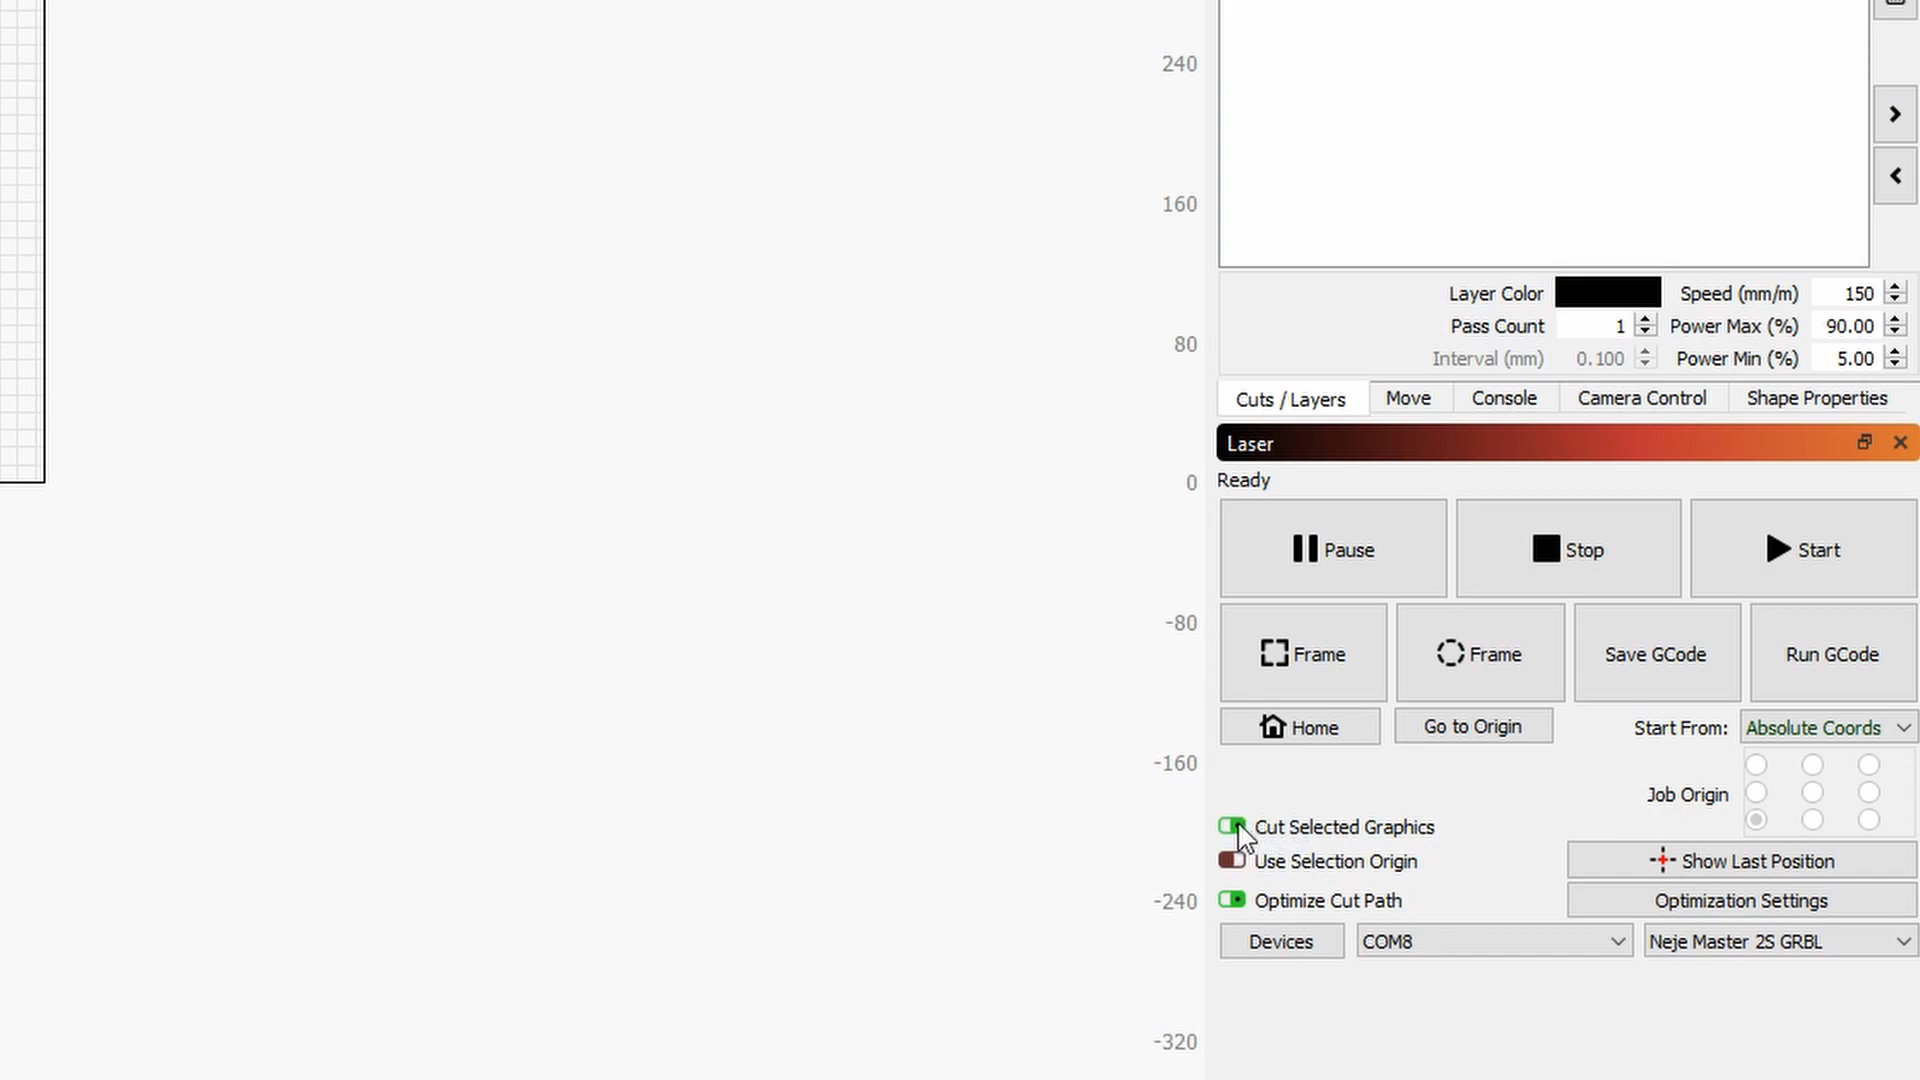 240
160
80
0
-80
-160
-240
-320
Layer Color
Speed (mm/m) 150
Pass Count 1
Power Max (%) 90.00
Interval (mm) 0.100
Power Min (%) 5.00
Cuts / Layers
Move
Console
Camera Control
Shape Properties
Laser
Ready
Pause
Stop
Start
Frame
Frame
Save GCode
Run GCode
Home
Go to Origin
Start From: Absolute Coords
Job Origin
Cut Selected Graphics
Use Selection Origin
Show Last Position
Optimize Cut Path
Optimization Settings
Devices
COM8
Neje Master 2S GRBL